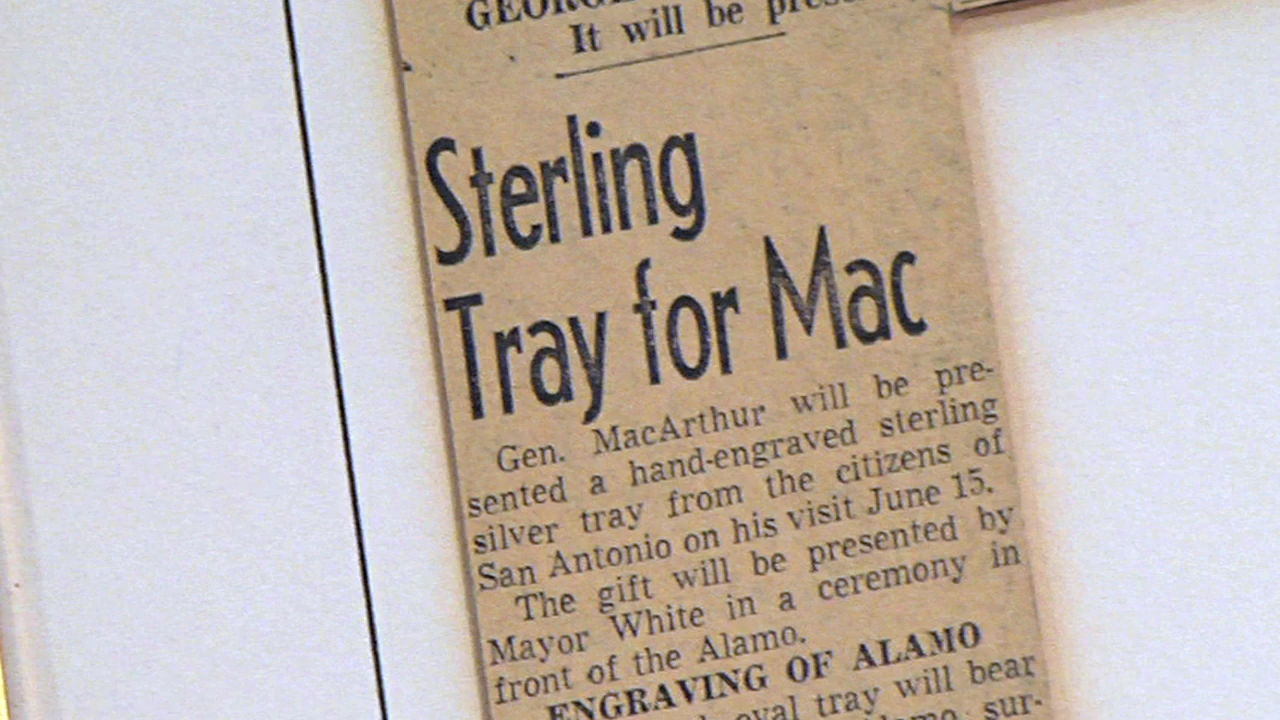 It will be
Sterling
Tray for Mac
Gen. MacArthur will be pre-
sented a hand-engraved sterling
silver tray from the citizens of
San Antonio on his visit June 15.
The gift will be presented by
Mayor White in a ceremony in
front of the Alamo.
ENGRAVING OF ALAMO
oval tray will bear
sur-